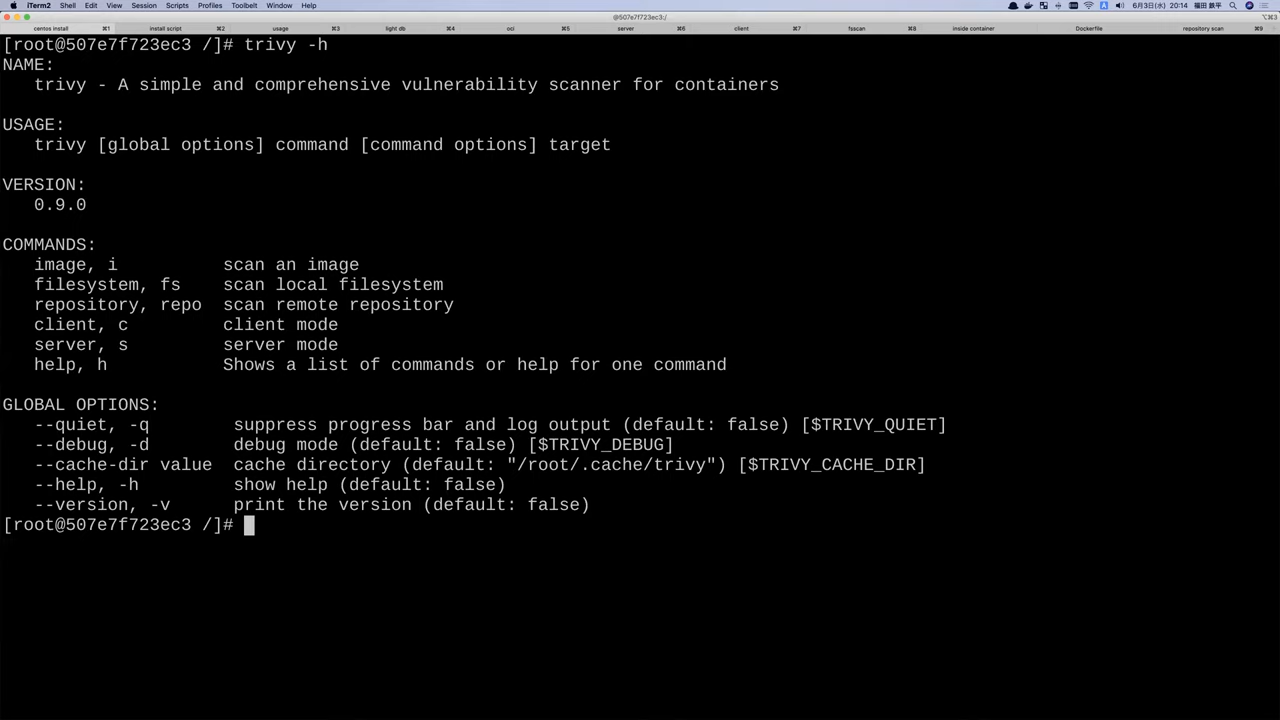 iTerm2 Shell Edit View Session Scripts Profiles Toolbelt Window Help
6月3日(水) 20:14 福田 鉄平
@507e7f723ec3:/
⌥⌘3
centos install ⌘1 install script ⌘2 usage ⌘3 light db ⌘4 oci ⌘5 server ⌘6 client ⌘7 fsscan ⌘8 inside container Dockerfile repository scan ⌘9
[root@507e7f723ec3 /]# trivy -h
NAME:
trivy - A simple and comprehensive vulnerability scanner for containers
USAGE:
trivy [global options] command [command options] target
VERSION:
0.9.0
COMMANDS:
image, i scan an image
filesystem, fs scan local filesystem
repository, repo scan remote repository
client, c client mode
server, s server mode
help, h Shows a list of commands or help for one command
GLOBAL OPTIONS:
--quiet, -q suppress progress bar and log output (default: false) [$TRIVY_QUIET]
--debug, -d debug mode (default: false) [$TRIVY_DEBUG]
--cache-dir value cache directory (default: "/root/.cache/trivy") [$TRIVY_CACHE_DIR]
--help, -h show help (default: false)
--version, -v print the version (default: false)
[root@507e7f723ec3 /]#